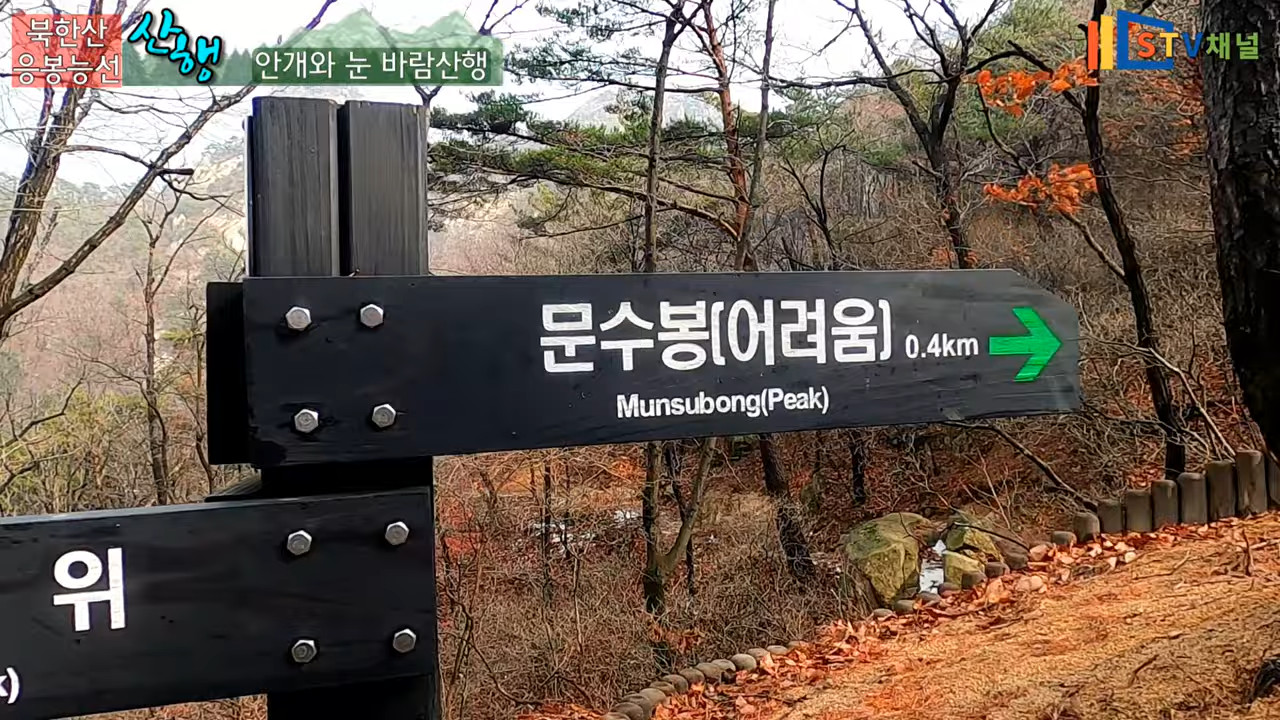 북한산
응봉능선
산행
안개와 눈 바람산행
STV채널
문수봉(어려움) 0.4km
Munsubong(Peak)
위
k)